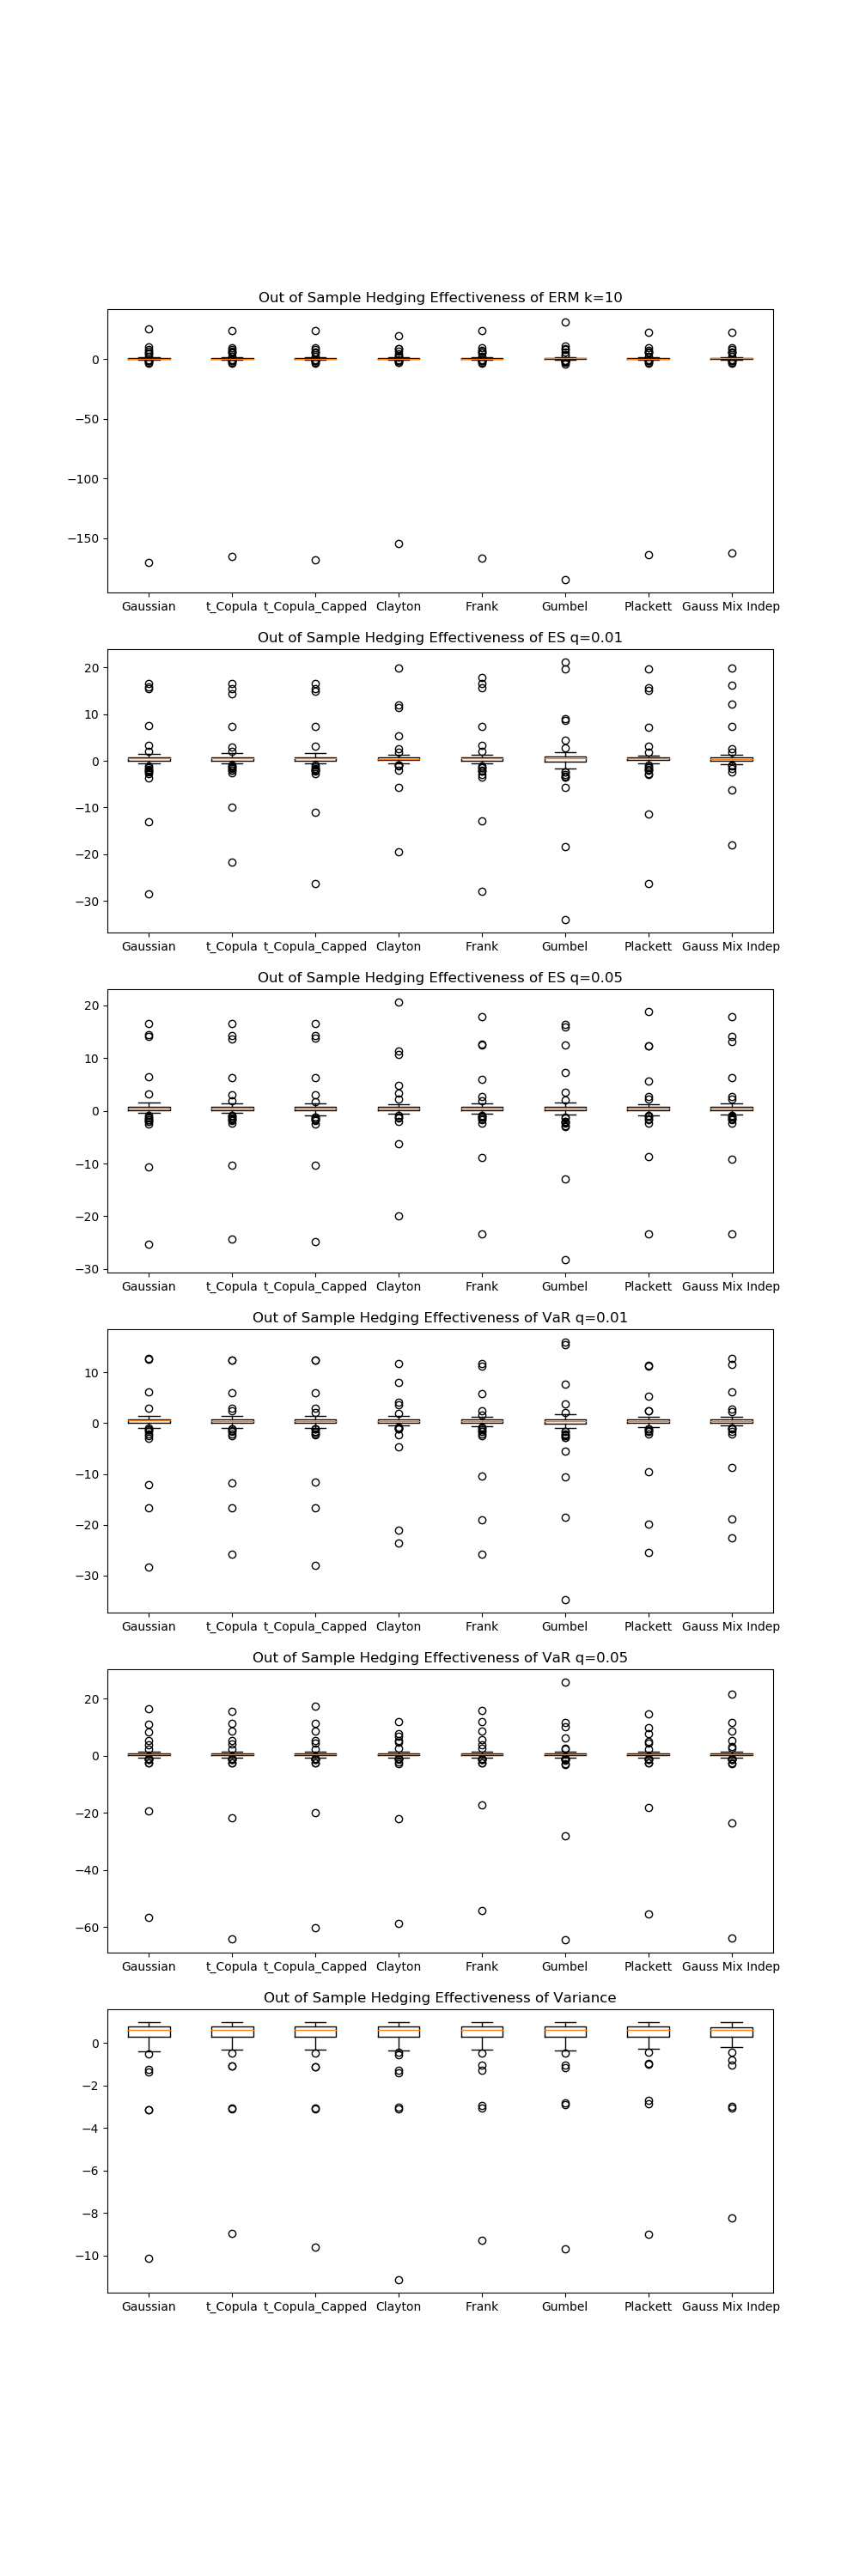 Out of Sample Hedging Effectiveness of ERM k=10
0
−50
−100
−150
Gaussian t_Copula t_Copula_Capped Clayton Frank Gumbel Plackett Gauss Mix Indep
Out of Sample Hedging Effectiveness of ES q=0.01
20
10
0
−10
−20
−30
Gaussian t_Copula t_Copula_Capped Clayton Frank Gumbel Plackett Gauss Mix Indep
Out of Sample Hedging Effectiveness of ES q=0.05
20
10
0
−10
−20
−30
Gaussian t_Copula t_Copula_Capped Clayton Frank Gumbel Plackett Gauss Mix Indep
Out of Sample Hedging Effectiveness of VaR q=0.01
10
0
−10
−20
−30
Gaussian t_Copula t_Copula_Capped Clayton Frank Gumbel Plackett Gauss Mix Indep
Out of Sample Hedging Effectiveness of VaR q=0.05
20
0
−20
−40
−60
Gaussian t_Copula t_Copula_Capped Clayton Frank Gumbel Plackett Gauss Mix Indep
Out of Sample Hedging Effectiveness of Variance
0
−2
−4
−6
−8
−10
Gaussian t_Copula t_Copula_Capped Clayton Frank Gumbel Plackett Gauss Mix Indep